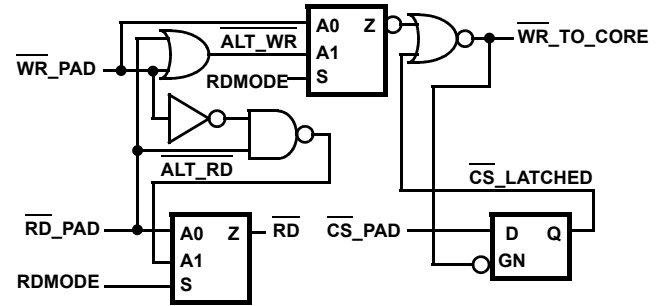 A0 Z
ALT_WR
A1
WR_TO_CORE
WR_PAD
RDMODE S
ALT_RD
CS_LATCHED
RD_PAD A0 Z RD CS_PAD D Q
A1
GN
RDMODE S